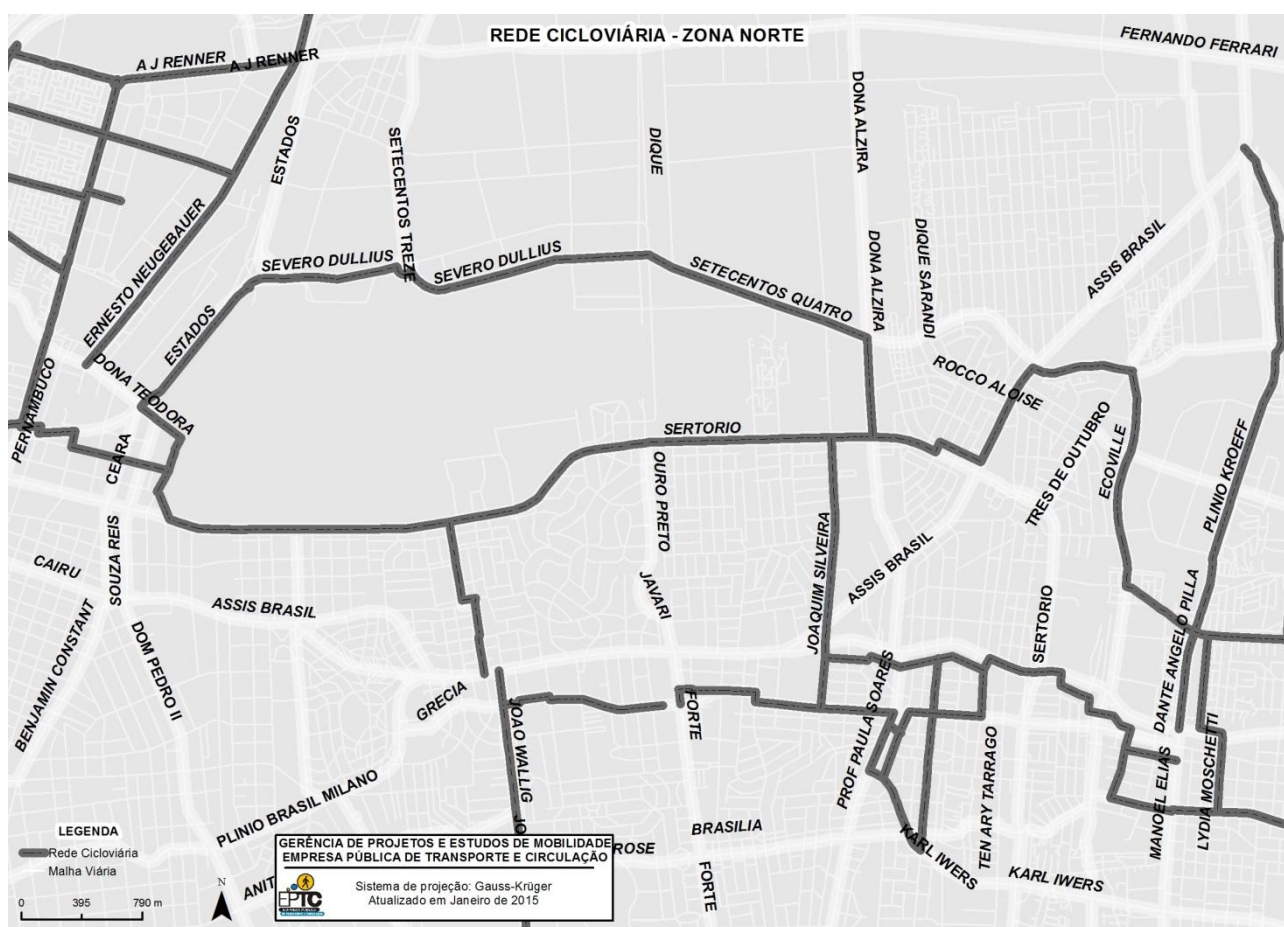 REDE CICLOVIÁRIA - ZONA NORTE
FERNANDO FERRARI
A J RENNER
A J RENNER
DONA ALZIRA
ESTADOS
SETECENTOS TREZE
DIQUE
ERNESTO NEUGEBAUER
SEVERO DULLIUS
SEVERO DULLIUS
SETECENTOS QUATRO
DONA ALZIRA
DIQUE SARANDI
ASSIS BRASIL
ESTADOS
DONA TEODORA
PERNAMBUCO
ROCCO ALOISE
CEARA
SERTORIO
OURO PRETO
TRES DE OUTUBRO
ECOVILLE
PLINIO KROEFF
SOUZA REIS
CAIRU
ASSIS BRASIL
JAVARI
JOAQUIM SILVEIRA
ASSIS BRASIL
BENJAMIN CONSTANT
DOM PEDRO II
GRECIA
SERTORIO
DANTE ANGELO PILLA
JOAO WALLIG
FORTE
PROF PAULA SOARES
TEN ARY TARRAGO
MANOEL ELIAS
LYDIA MOSCHETTI
PLINIO BRASIL MILANO
JO
BRASILIA
KARL IWERS
KARL IWERS
ROSE
FORTE
ANIT
LEGENDA
Rede Cicloviária
Malha Viária
0 395 790 m
N
GERÊNCIA DE PROJETOS E ESTUDOS DE MOBILIDADE
EMPRESA PÚBLICA DE TRANSPORTE E CIRCULAÇÃO
EPTC
Sistema de projeção: Gauss-Krüger
Atualizado em Janeiro de 2015